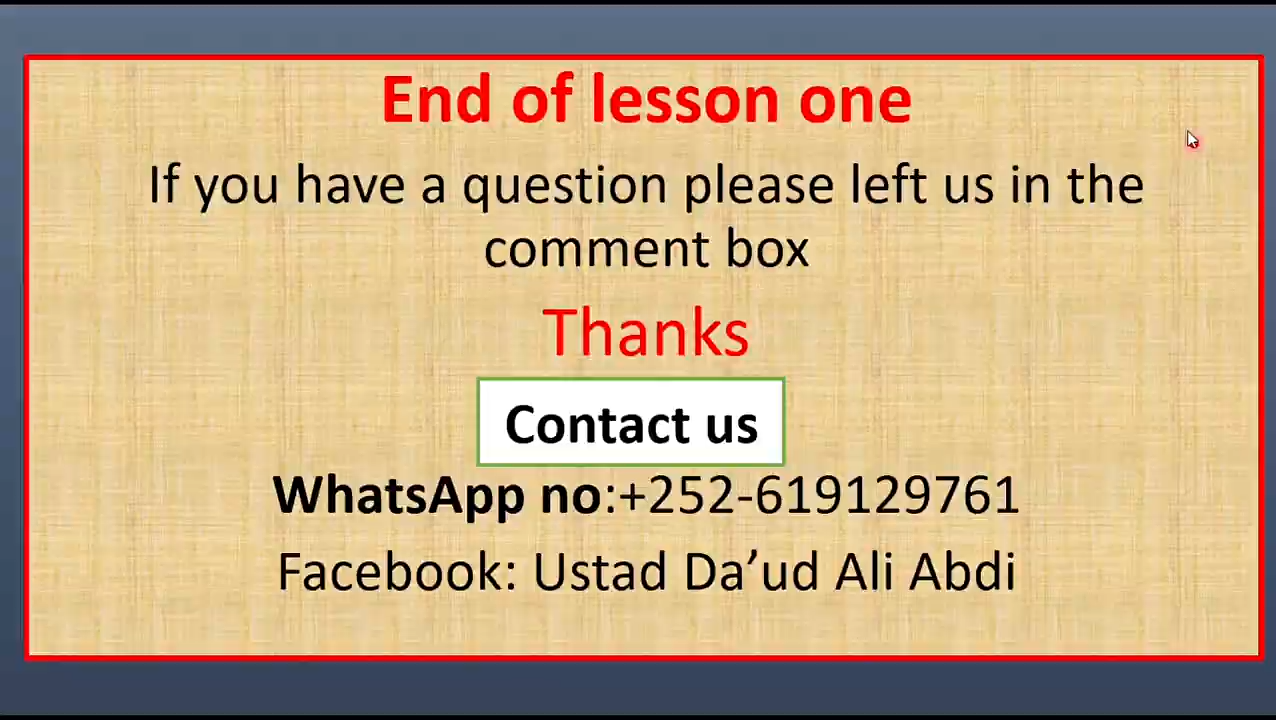 End of lesson one
If you have a question please left us in the
comment box
Thanks
Contact us
WhatsApp no:+252-619129761
Facebook: Ustad Da’ud Ali Abdi